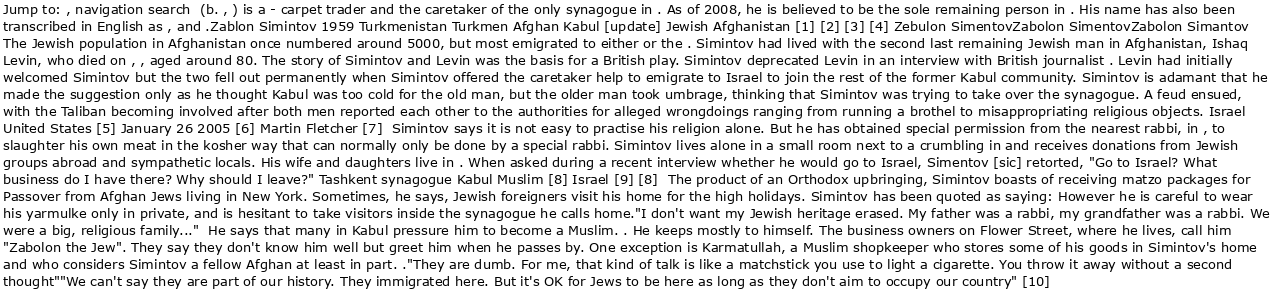 Jump to: , navigation search  (b. , ) is a - carpet trader and the caretaker of the only synagogue in . As of 2008, he is believed to be the sole remaining person in . His name has also been
transcribed in English as , and .Zablon Simintov 1959 Turkmenistan Turkmen Afghan Kabul [update] Jewish Afghanistan [1] [2] [3] [4] Zebulon SimentovZabolon SimentovZabolon Simantov
The Jewish population in Afghanistan once numbered around 5000, but most emigrated to either or the . Simintov had lived with the second last remaining Jewish man in Afghanistan, Ishaq
Levin, who died on , , aged around 80. The story of Simintov and Levin was the basis for a British play. Simintov deprecated Levin in an interview with British journalist . Levin had initially
welcomed Simintov but the two fell out permanently when Simintov offered the caretaker help to emigrate to Israel to join the rest of the former Kabul community. Simintov is adamant that he
made the suggestion only as he thought Kabul was too cold for the old man, but the older man took umbrage, thinking that Simintov was trying to take over the synagogue. A feud ensued,
with the Taliban becoming involved after both men reported each other to the authorities for alleged wrongdoings ranging from running a brothel to misappropriating religious objects. Israel
United States [5] January 26 2005 [6] Martin Fletcher [7]  Simintov says it is not easy to practise his religion alone. But he has obtained special permission from the nearest rabbi, in , to
slaughter his own meat in the kosher way that can normally only be done by a special rabbi. Simintov lives alone in a small room next to a crumbling in and receives donations from Jewish
groups abroad and sympathetic locals. His wife and daughters live in . When asked during a recent interview whether he would go to Israel, Simentov [sic] retorted, "Go to Israel? What
business do I have there? Why should I leave?" Tashkent synagogue Kabul Muslim [8] Israel [9] [8]  The product of an Orthodox upbringing, Simintov boasts of receiving matzo packages for
Passover from Afghan Jews living in New York. Sometimes, he says, Jewish foreigners visit his home for the high holidays. Simintov has been quoted as saying: However he is careful to wear
his yarmulke only in private, and is hesitant to take visitors inside the synagogue he calls home."I don't want my Jewish heritage erased. My father was a rabbi, my grandfather was a rabbi. We
were a big, religious family..."  He says that many in Kabul pressure him to become a Muslim. . He keeps mostly to himself. The business owners on Flower Street, where he lives, call him
"Zabolon the Jew". They say they don't know him well but greet him when he passes by. One exception is Karmatullah, a Muslim shopkeeper who stores some of his goods in Simintov's home
and who considers Simintov a fellow Afghan at least in part. ."They are dumb. For me, that kind of talk is like a matchstick you use to light a cigarette. You throw it away without a second
thought""We can't say they are part of our history. They immigrated here. But it's OK for Jews to be here as long as they don't aim to occupy our country" [10]